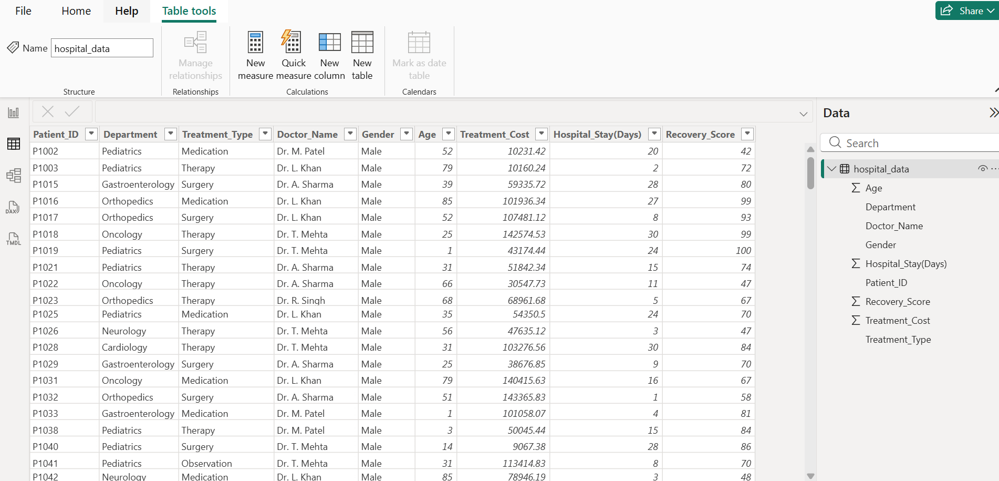 File Home Help Table tools Share
Name hospital_data
Manage relationships
New measure
Quick measure
New column
New table
Mark as date table
Structure Relationships Calculations Calendars
Data
Patient_ID Department Treatment_Type Doctor_Name Gender Age Treatment_Cost Hospital_Stay(Days) Recovery_Score
P1002 Pediatrics Medication Dr. M. Patel Male 52 10231.42 20 42
P1003 Pediatrics Therapy Dr. L. Khan Male 79 10160.24 2 72
P1015 Gastroenterology Surgery Dr. A. Sharma Male 39 59335.72 28 80
P1016 Orthopedics Medication Dr. L. Khan Male 85 101936.34 27 99
P1017 Orthopedics Surgery Dr. L. Khan Male 52 107481.12 8 93
P1018 Oncology Therapy Dr. T. Mehta Male 25 142574.53 30 99
P1019 Pediatrics Surgery Dr. T. Mehta Male 1 43174.44 24 100
P1021 Pediatrics Therapy Dr. A. Sharma Male 31 51842.34 15 74
P1022 Oncology Therapy Dr. A. Sharma Male 66 30547.73 11 47
P1023 Orthopedics Therapy Dr. R. Singh Male 68 68961.68 5 67
P1025 Pediatrics Medication Dr. L. Khan Male 35 54350.5 24 70
P1026 Neurology Therapy Dr. T. Mehta Male 56 47635.12 3 47
P1028 Cardiology Therapy Dr. T. Mehta Male 31 103276.56 30 84
P1029 Gastroenterology Surgery Dr. A. Sharma Male 25 38676.85 9 70
P1031 Oncology Medication Dr. L. Khan Male 79 140415.63 16 67
P1032 Orthopedics Surgery Dr. A. Sharma Male 51 143365.83 1 58
P1033 Gastroenterology Medication Dr. M. Patel Male 1 101058.07 4 81
P1038 Pediatrics Therapy Dr. M. Patel Male 3 50045.44 15 84
P1040 Pediatrics Surgery Dr. T. Mehta Male 14 9067.38 28 86
P1041 Pediatrics Observation Dr. T. Mehta Male 31 113414.83 8 70
P1042 Neurology Medication Dr. L. Khan Male 85 78946.19 3 48
Search
hospital_data
Age
Department
Doctor_Name
Gender
Hospital_Stay(Days)
Patient_ID
Recovery_Score
Treatment_Cost
Treatment_Type
DAX
TMDL